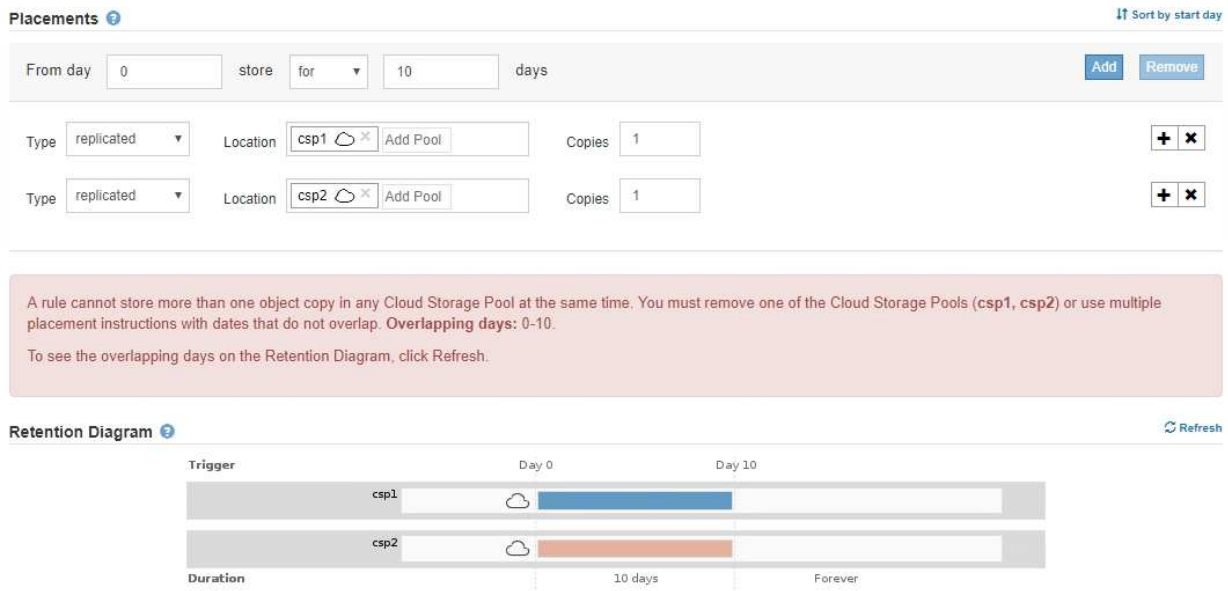 Placements ? Sort by start day
From day 0 store for 10 days Add Remove
Type replicated Location csp1 × Add Pool Copies 1
Type replicated Location csp2 × Add Pool Copies 1
A rule cannot store more than one object copy in any Cloud Storage Pool at the same time. You must remove one of the Cloud Storage Pools (csp1, csp2) or use multiple
placement instructions with dates that do not overlap. Overlapping days: 0-10.
To see the overlapping days on the Retention Diagram, click Refresh.
Retention Diagram ? Refresh
Trigger Day 0 Day 10
csp1
csp2
Duration 10 days Forever